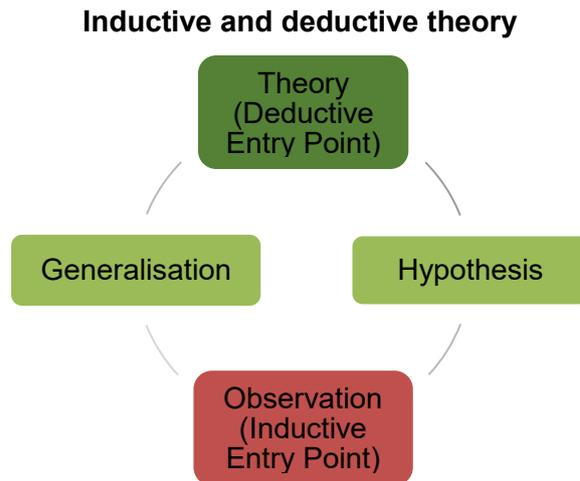 Inductive and deductive theory
Theory
(Deductive
Entry Point)
Generalisation
Hypothesis
Observation
(Inductive
Entry Point)